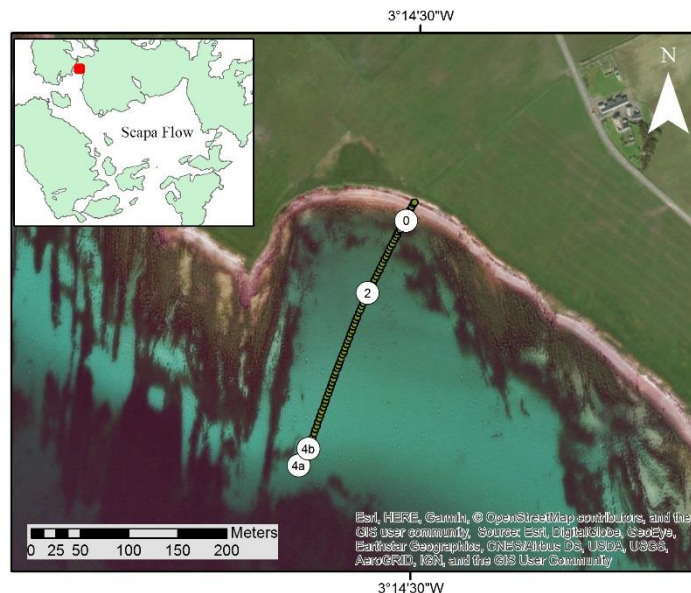 3°14'30"W
N
Scapa Flow
0
2
4b
4a
Meters
0 25 50 100 150 200
Esri, HERE, Garmin, © OpenStreetMap contributors, and the
GIS user community, Source: Esri, DigitalGlobe, GeoEye,
Earthstar Geographics, CNES/Airbus DS, USDA, USGS,
AeroGRID, IGN, and the GIS User Community
3°14'30"W